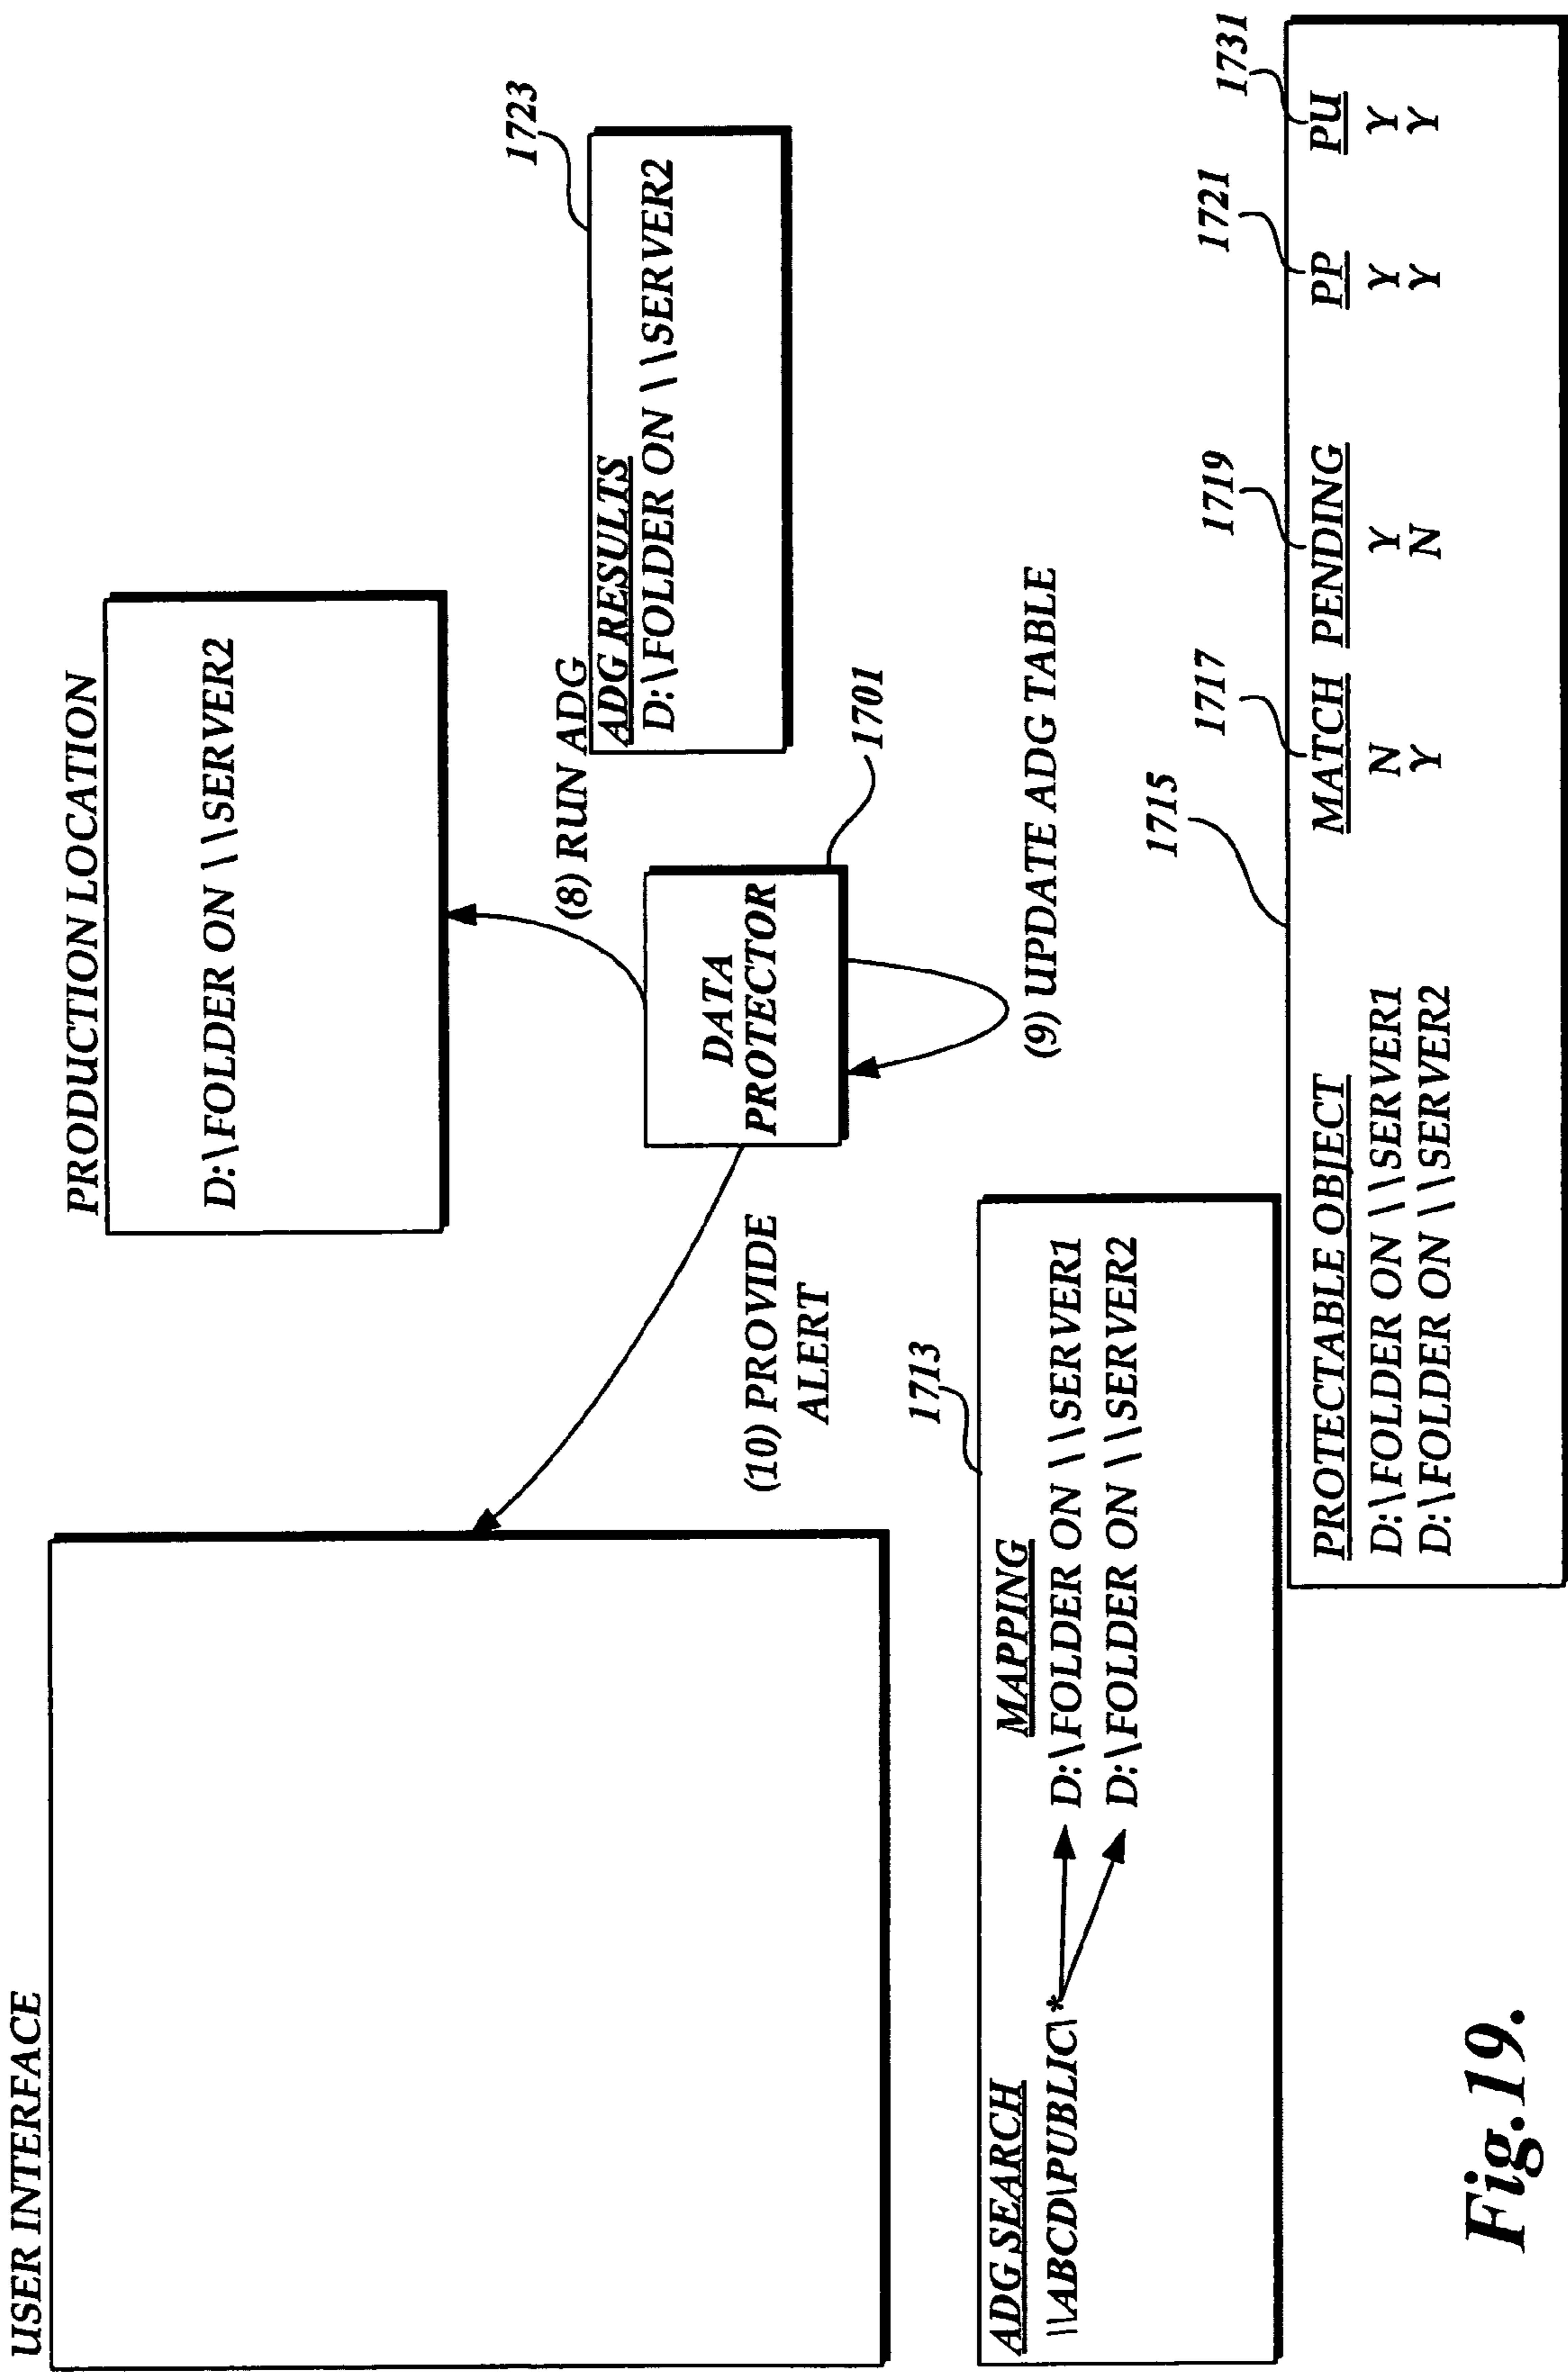 USER INTERFACE
PRODUCTION LOCATION
D:\FOLDER ON \\SERVER2
(8) RUN ADG
1723
ADG RESULTS
D:\FOLDER ON \\SERVER2
DATA
PROTECTOR
1701
(9) UPDATE ADG TABLE
(10) PROVIDE
ALERT
1713
ADG SEARCH MAPPING
\\ABCD\PUBLIC\* D:\FOLDER ON \\SERVER1
D:\FOLDER ON \\SERVER2
1715
1717 1719 1721 1731
PROTECTABLE OBJECT MATCH PENDING PP PU
D:\FOLDER ON \\SERVER1 N Y Y Y
D:\FOLDER ON \\SERVER2 Y N Y Y
Fig.19.